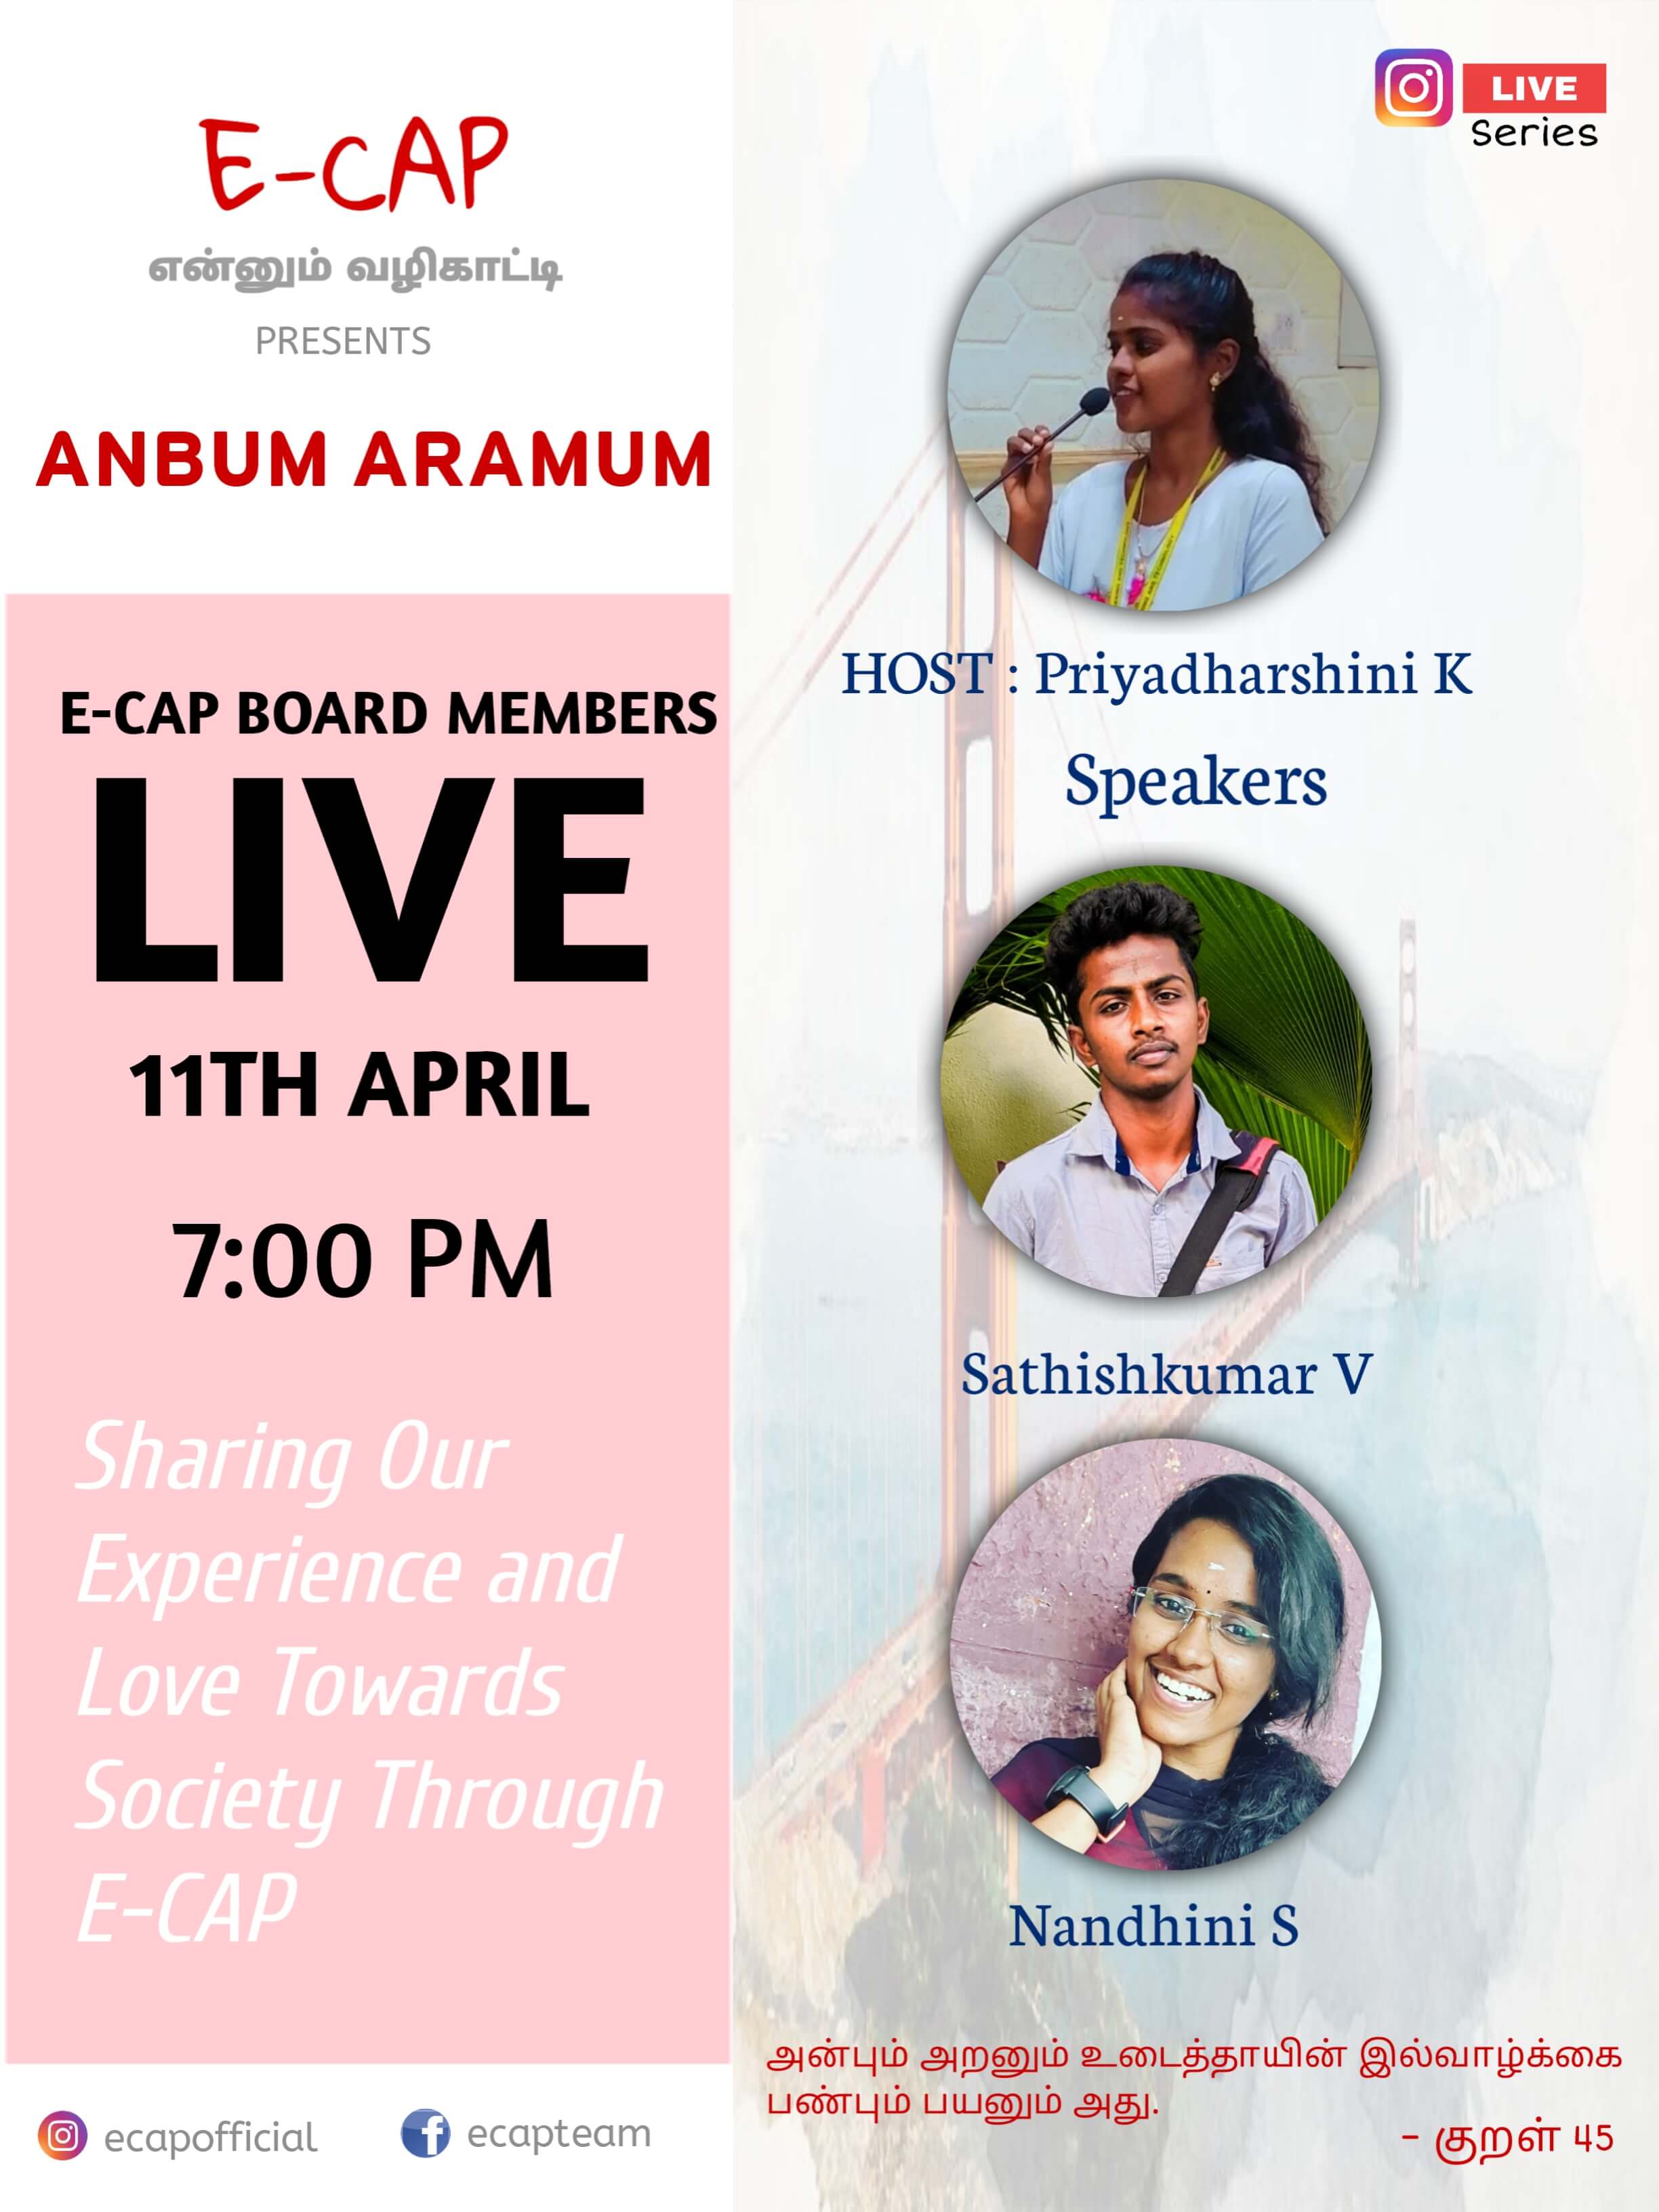 E-CAP
என்னும் வழிகாட்டி
PRESENTS
ANBUM ARAMUM
E-CAP BOARD MEMBERS
LIVE
11TH APRIL
7:00 PM
Sharing Our
Experience and
Love Towards
Society Through
E-CAP
ecapofficial
ecapteam
LIVE
Series
HOST : Priyadharshini K
Speakers
Sathishkumar V
Nandhini S
அன்பும் அறனும் உடைத்தாயின் இல்வாழ்க்கை
பண்பும் பயனும் அது.
- குறள் 45